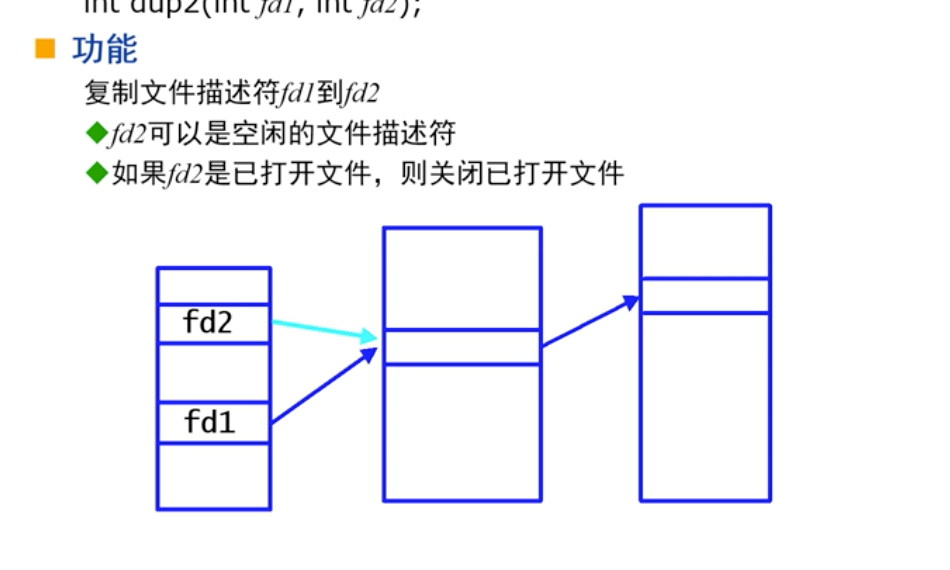 int dup2(int fd1, int fd2);
功能
复制文件描述符fd1到fd2
fd2可以是空闲的文件描述符
如果fd2是已打开文件，则关闭已打开文件
fd2
fd1